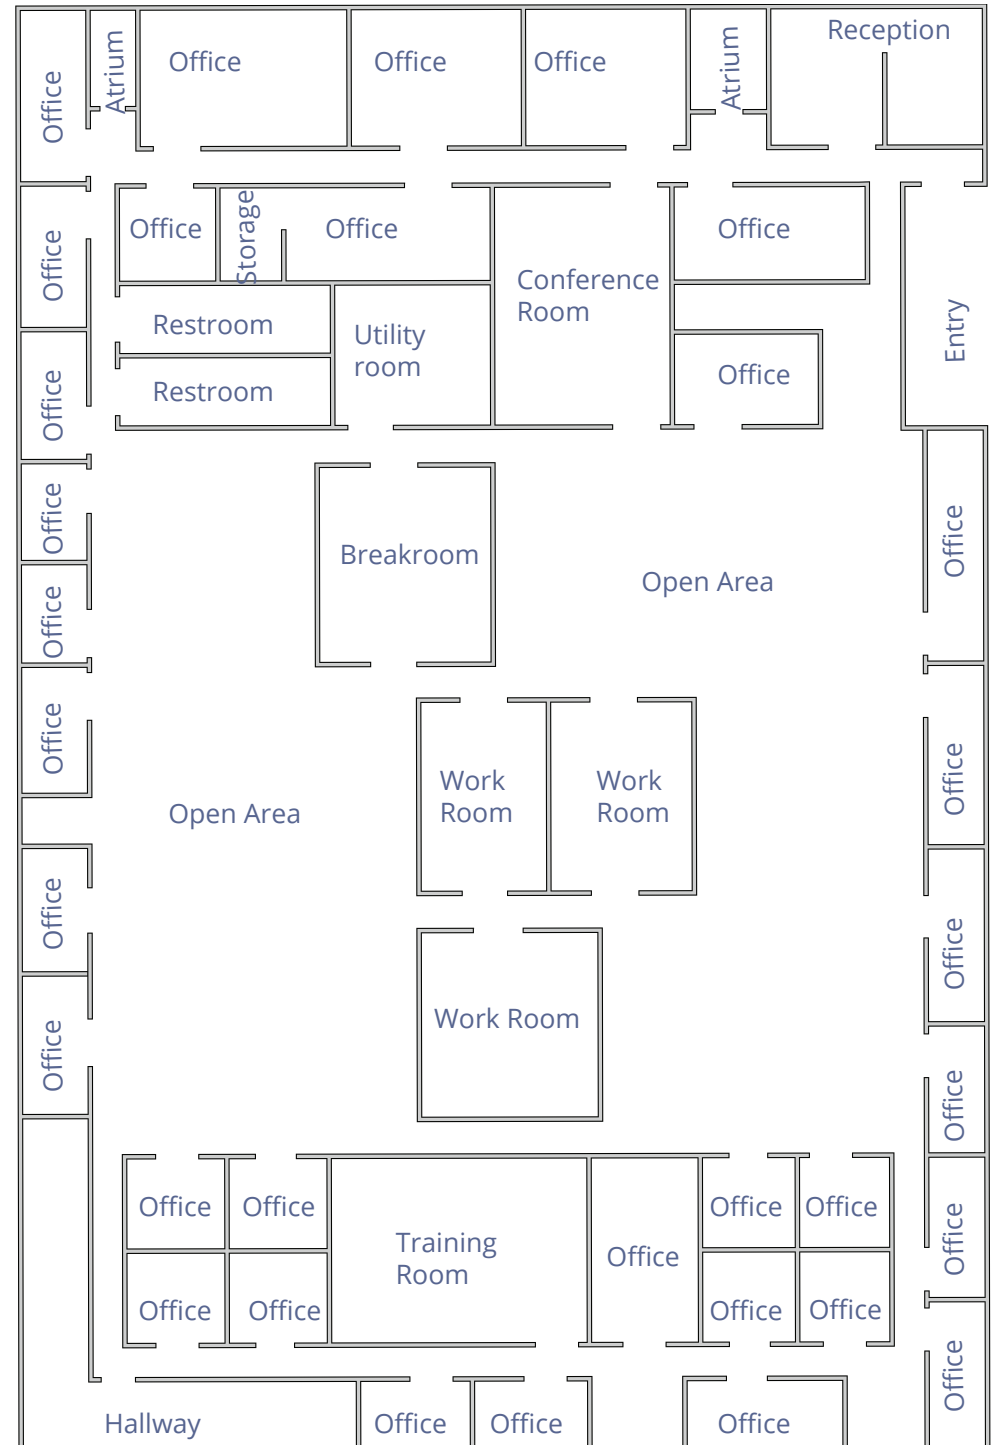 Reception
Atrium
Office
Office
Office
Atrium
Office
Office
Storage
Office
Office
Office
Conference
Room
Entry
Restroom
Utility
room
Office
Restroom
Office
Office
Office
Breakroom
Open Area
Office
Office
Office
Work
Room
Work
Room
Office
Open Area
Office
Office
Work Room
Office
Office
Office
Office
Office
Training
Room
Office
Office
Office
Office
Office
Office
Office
Office
Office
Hallway
Office
Office
Office